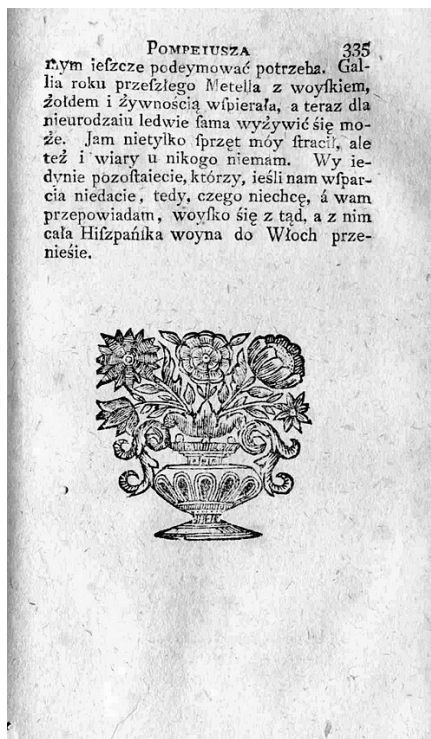 POMPEIUSZA 335
mym ieſzcze podeymować potrzeba. Gal-
lia roku przeſzłego Metella z woyſkiem,
żołdem i żywnością wſpierała, a teraz dla
nieurodzaiu ledwie ſama wyżywić się mo-
że. Jam nietylko ſprzęt móy ſtracił, ale
też i wiary u nikogo niemam. Wy ie-
dynie pozoſtaiecie, którzy, ieśli nam wſpar-
cia niedacie, tedy, czego niechcę, á wam
przepowiadam, woyſko się z tąd, a z nim
cała Hiſzpańſka woyna do Włoch prze-
nieśie.